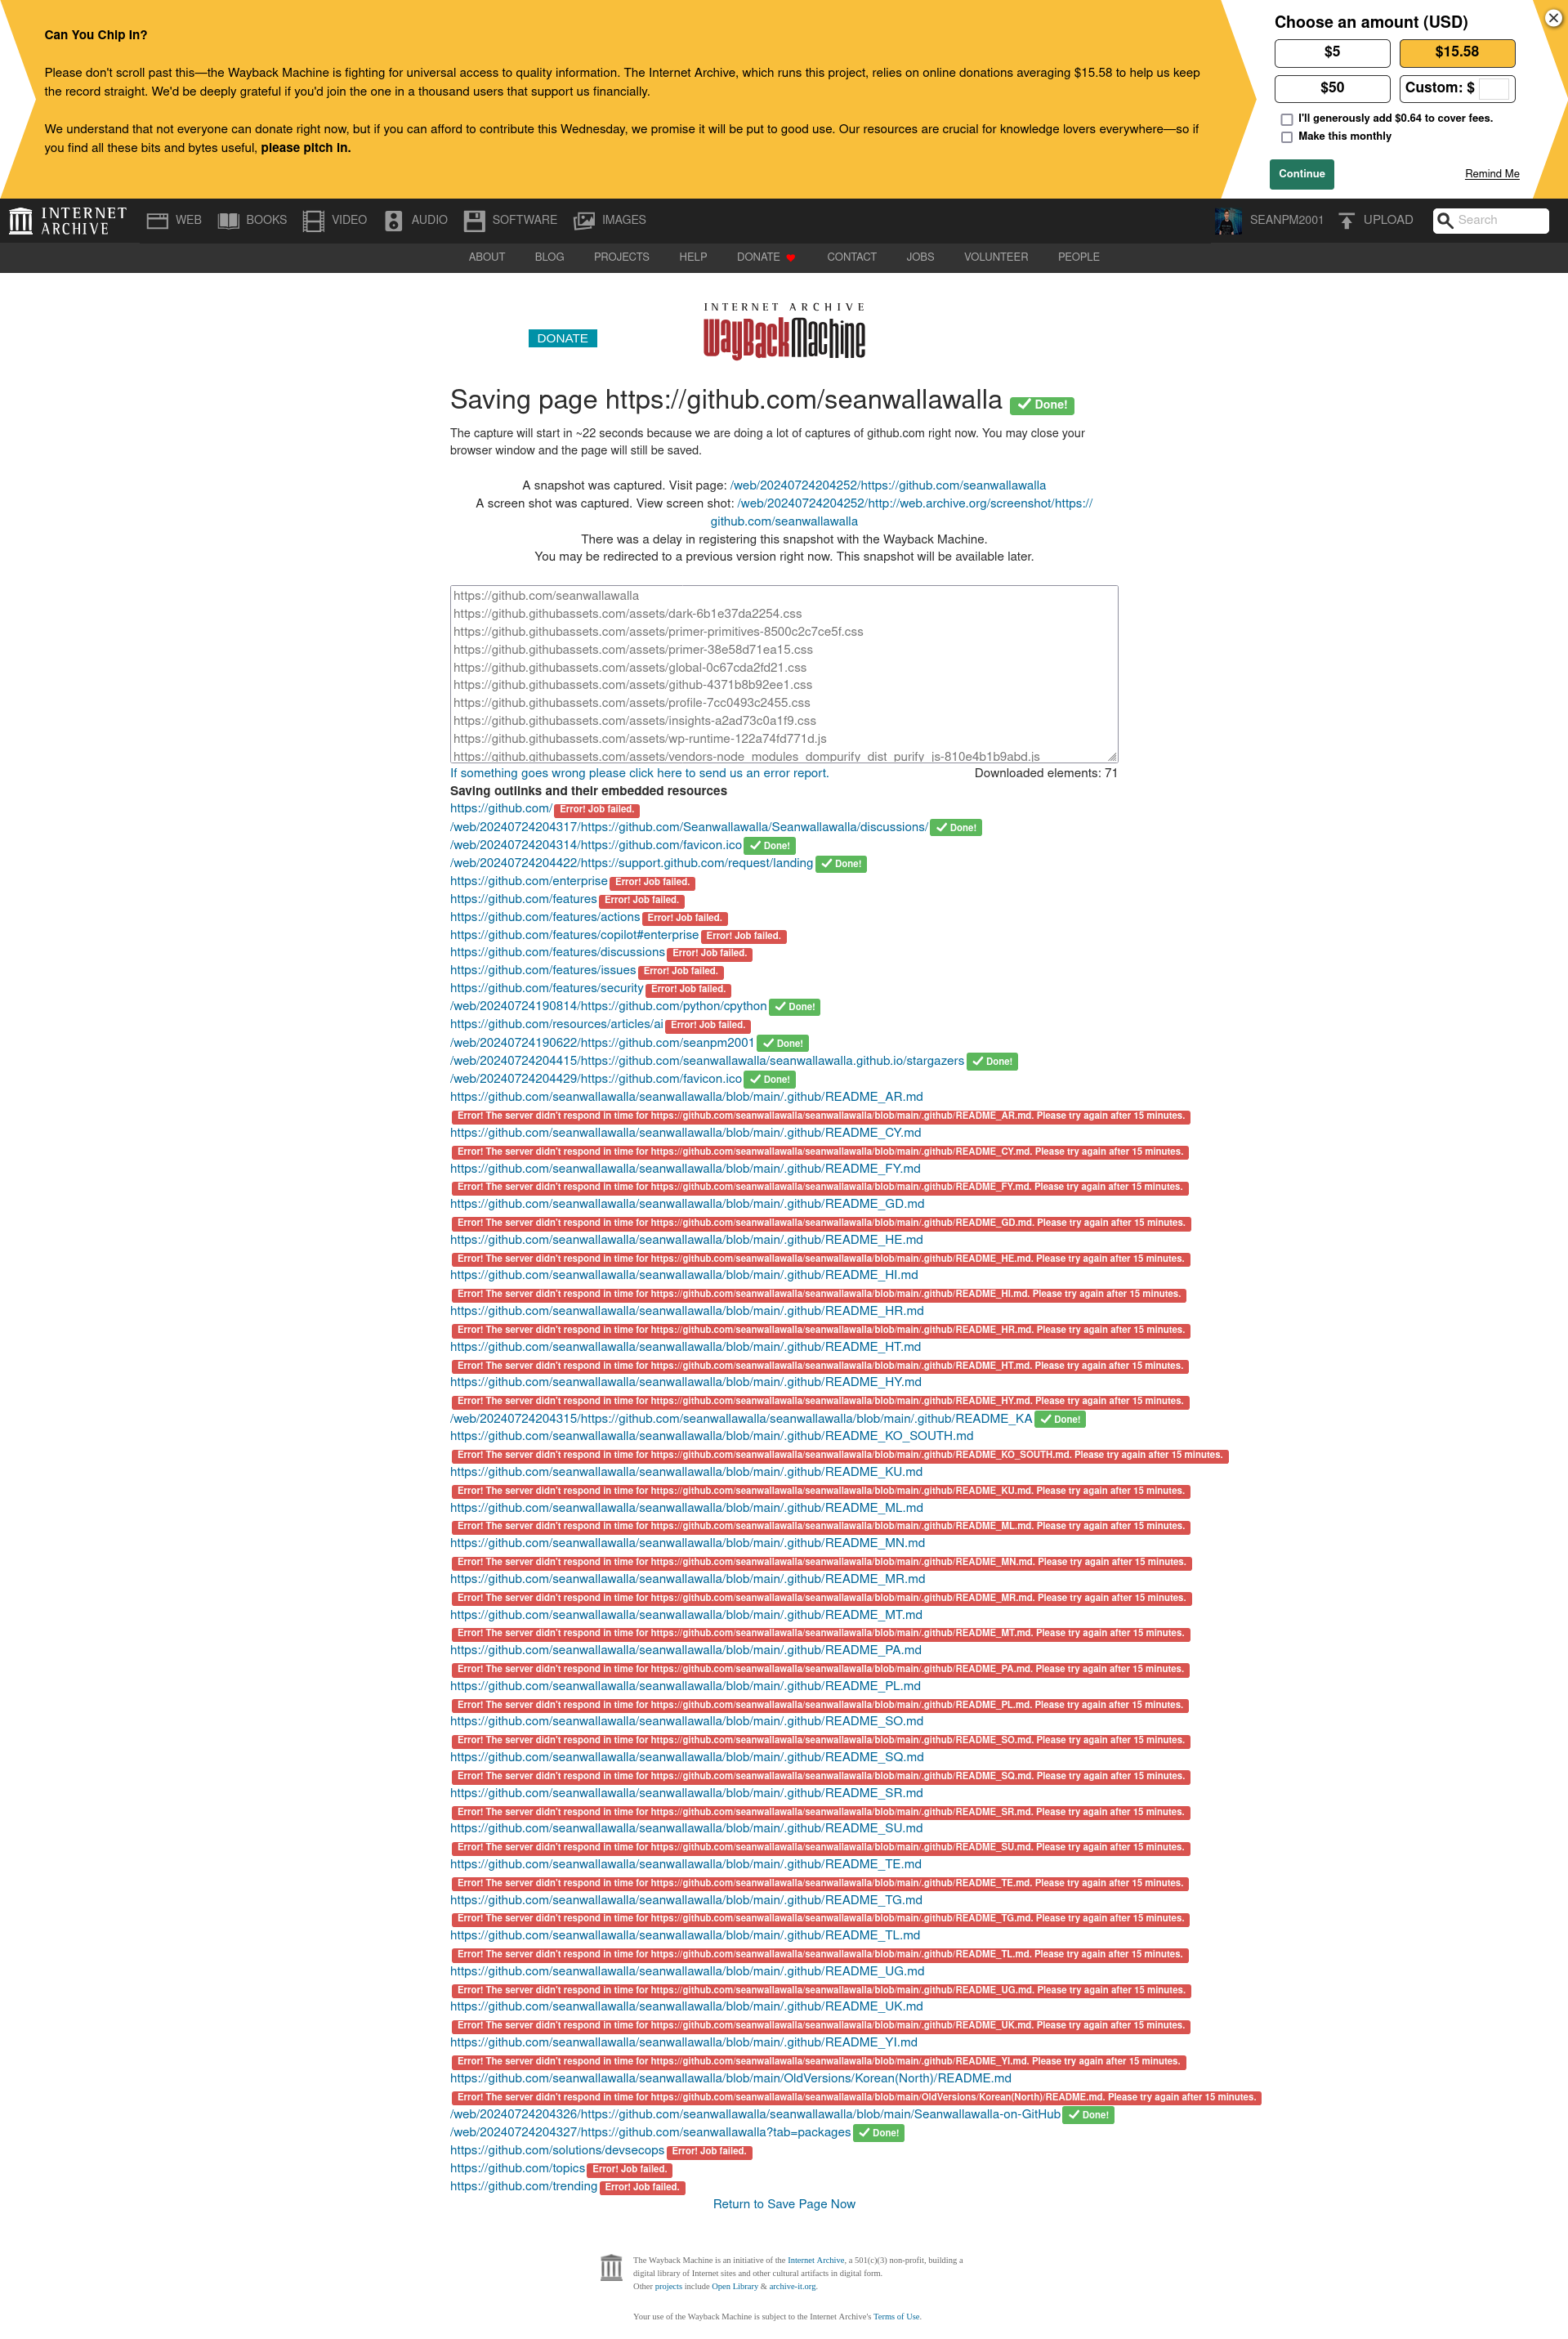 Can You Chip In?
Please don't scroll past this—the Wayback Machine is fighting for universal access to quality information. The Internet Archive, which runs this project, relies on online donations averaging $15.58 to help us keep
the record straight. We'd be deeply grateful if you'd join the one in a thousand users that support us financially.
We understand that not everyone can donate right now, but if you can afford to contribute this Wednesday, we promise it will be put to good use. Our resources are crucial for knowledge lovers everywhere—so if
you find all these bits and bytes useful, please pitch in.
Choose an amount (USD)
$5
$15.58
$50
Custom: $
I'll generously add $0.64 to cover fees.
Make this monthly
Continue
Remind Me
INTERNET
ARCHIVE
WEB
BOOKS
VIDEO
AUDIO
SOFTWARE
IMAGES
SEANPM2001
UPLOAD
Search
ABOUT
BLOG
PROJECTS
HELP
DONATE
CONTACT
JOBS
VOLUNTEER
PEOPLE
DONATE
INTERNET ARCHIVE
WayBackMachine
Saving page https://github.com/seanwallawalla Done!
The capture will start in ~22 seconds because we are doing a lot of captures of github.com right now. You may close your
browser window and the page will still be saved.
A snapshot was captured. Visit page: /web/20240724204252/https://github.com/seanwallawalla
A screen shot was captured. View screen shot: /web/20240724204252/http://web.archive.org/screenshot/https://
github.com/seanwallawalla
There was a delay in registering this snapshot with the Wayback Machine.
You may be redirected to a previous version right now. This snapshot will be available later.
https://github.com/seanwallawalla
https://github.githubassets.com/assets/dark-6b1e37da2254.css
https://github.githubassets.com/assets/primer-primitives-8500c2c7ce5f.css
https://github.githubassets.com/assets/primer-38e58d71ea15.css
https://github.githubassets.com/assets/global-0c67cda2fd21.css
https://github.githubassets.com/assets/github-4371b8b92ee1.css
https://github.githubassets.com/assets/profile-7cc0493c2455.css
https://github.githubassets.com/assets/insights-a2ad73c0a1f9.css
https://github.githubassets.com/assets/wp-runtime-122a74fd771d.js
https://github.githubassets.com/assets/vendors-node_modules_dompurify_dist_purify_js-810e4b1b9abd.js
If something goes wrong please click here to send us an error report.
Downloaded elements: 71
Saving outlinks and their embedded resources
https://github.com/ Error! Job failed.
/web/20240724204317/https://github.com/Seanwallawalla/Seanwallawalla/discussions/ Done!
/web/20240724204314/https://github.com/favicon.ico Done!
/web/20240724204422/https://support.github.com/request/landing Done!
https://github.com/enterprise Error! Job failed.
https://github.com/features Error! Job failed.
https://github.com/features/actions Error! Job failed.
https://github.com/features/copilot#enterprise Error! Job failed.
https://github.com/features/discussions Error! Job failed.
https://github.com/features/issues Error! Job failed.
https://github.com/features/security Error! Job failed.
/web/20240724190814/https://github.com/python/cpython Done!
https://github.com/resources/articles/ai Error! Job failed.
/web/20240724190622/https://github.com/seanpm2001 Done!
/web/20240724204415/https://github.com/seanwallawalla/seanwallawalla.github.io/stargazers Done!
/web/20240724204429/https://github.com/favicon.ico Done!
https://github.com/seanwallawalla/seanwallawalla/blob/main/.github/README_AR.md
Error! The server didn't respond in time for https://github.com/seanwallawalla/seanwallawalla/blob/main/.github/README_AR.md. Please try again after 15 minutes.
https://github.com/seanwallawalla/seanwallawalla/blob/main/.github/README_CY.md
Error! The server didn't respond in time for https://github.com/seanwallawalla/seanwallawalla/blob/main/.github/README_CY.md. Please try again after 15 minutes.
https://github.com/seanwallawalla/seanwallawalla/blob/main/.github/README_FY.md
Error! The server didn't respond in time for https://github.com/seanwallawalla/seanwallawalla/blob/main/.github/README_FY.md. Please try again after 15 minutes.
https://github.com/seanwallawalla/seanwallawalla/blob/main/.github/README_GD.md
Error! The server didn't respond in time for https://github.com/seanwallawalla/seanwallawalla/blob/main/.github/README_GD.md. Please try again after 15 minutes.
https://github.com/seanwallawalla/seanwallawalla/blob/main/.github/README_HE.md
Error! The server didn't respond in time for https://github.com/seanwallawalla/seanwallawalla/blob/main/.github/README_HE.md. Please try again after 15 minutes.
https://github.com/seanwallawalla/seanwallawalla/blob/main/.github/README_HI.md
Error! The server didn't respond in time for https://github.com/seanwallawalla/seanwallawalla/blob/main/.github/README_HI.md. Please try again after 15 minutes.
https://github.com/seanwallawalla/seanwallawalla/blob/main/.github/README_HR.md
Error! The server didn't respond in time for https://github.com/seanwallawalla/seanwallawalla/blob/main/.github/README_HR.md. Please try again after 15 minutes.
https://github.com/seanwallawalla/seanwallawalla/blob/main/.github/README_HT.md
Error! The server didn't respond in time for https://github.com/seanwallawalla/seanwallawalla/blob/main/.github/README_HT.md. Please try again after 15 minutes.
https://github.com/seanwallawalla/seanwallawalla/blob/main/.github/README_HY.md
Error! The server didn't respond in time for https://github.com/seanwallawalla/seanwallawalla/blob/main/.github/README_HY.md. Please try again after 15 minutes.
/web/20240724204315/https://github.com/seanwallawalla/seanwallawalla/blob/main/.github/README_KA Done!
https://github.com/seanwallawalla/seanwallawalla/blob/main/.github/README_KO_SOUTH.md
Error! The server didn't respond in time for https://github.com/seanwallawalla/seanwallawalla/blob/main/.github/README_KO_SOUTH.md. Please try again after 15 minutes.
https://github.com/seanwallawalla/seanwallawalla/blob/main/.github/README_KU.md
Error! The server didn't respond in time for https://github.com/seanwallawalla/seanwallawalla/blob/main/.github/README_KU.md. Please try again after 15 minutes.
https://github.com/seanwallawalla/seanwallawalla/blob/main/.github/README_ML.md
Error! The server didn't respond in time for https://github.com/seanwallawalla/seanwallawalla/blob/main/.github/README_ML.md. Please try again after 15 minutes.
https://github.com/seanwallawalla/seanwallawalla/blob/main/.github/README_MN.md
Error! The server didn't respond in time for https://github.com/seanwallawalla/seanwallawalla/blob/main/.github/README_MN.md. Please try again after 15 minutes.
https://github.com/seanwallawalla/seanwallawalla/blob/main/.github/README_MR.md
Error! The server didn't respond in time for https://github.com/seanwallawalla/seanwallawalla/blob/main/.github/README_MR.md. Please try again after 15 minutes.
https://github.com/seanwallawalla/seanwallawalla/blob/main/.github/README_MT.md
Error! The server didn't respond in time for https://github.com/seanwallawalla/seanwallawalla/blob/main/.github/README_MT.md. Please try again after 15 minutes.
https://github.com/seanwallawalla/seanwallawalla/blob/main/.github/README_PA.md
Error! The server didn't respond in time for https://github.com/seanwallawalla/seanwallawalla/blob/main/.github/README_PA.md. Please try again after 15 minutes.
https://github.com/seanwallawalla/seanwallawalla/blob/main/.github/README_PL.md
Error! The server didn't respond in time for https://github.com/seanwallawalla/seanwallawalla/blob/main/.github/README_PL.md. Please try again after 15 minutes.
https://github.com/seanwallawalla/seanwallawalla/blob/main/.github/README_SO.md
Error! The server didn't respond in time for https://github.com/seanwallawalla/seanwallawalla/blob/main/.github/README_SO.md. Please try again after 15 minutes.
https://github.com/seanwallawalla/seanwallawalla/blob/main/.github/README_SQ.md
Error! The server didn't respond in time for https://github.com/seanwallawalla/seanwallawalla/blob/main/.github/README_SQ.md. Please try again after 15 minutes.
https://github.com/seanwallawalla/seanwallawalla/blob/main/.github/README_SR.md
Error! The server didn't respond in time for https://github.com/seanwallawalla/seanwallawalla/blob/main/.github/README_SR.md. Please try again after 15 minutes.
https://github.com/seanwallawalla/seanwallawalla/blob/main/.github/README_SU.md
Error! The server didn't respond in time for https://github.com/seanwallawalla/seanwallawalla/blob/main/.github/README_SU.md. Please try again after 15 minutes.
https://github.com/seanwallawalla/seanwallawalla/blob/main/.github/README_TE.md
Error! The server didn't respond in time for https://github.com/seanwallawalla/seanwallawalla/blob/main/.github/README_TE.md. Please try again after 15 minutes.
https://github.com/seanwallawalla/seanwallawalla/blob/main/.github/README_TG.md
Error! The server didn't respond in time for https://github.com/seanwallawalla/seanwallawalla/blob/main/.github/README_TG.md. Please try again after 15 minutes.
https://github.com/seanwallawalla/seanwallawalla/blob/main/.github/README_TL.md
Error! The server didn't respond in time for https://github.com/seanwallawalla/seanwallawalla/blob/main/.github/README_TL.md. Please try again after 15 minutes.
https://github.com/seanwallawalla/seanwallawalla/blob/main/.github/README_UG.md
Error! The server didn't respond in time for https://github.com/seanwallawalla/seanwallawalla/blob/main/.github/README_UG.md. Please try again after 15 minutes.
https://github.com/seanwallawalla/seanwallawalla/blob/main/.github/README_UK.md
Error! The server didn't respond in time for https://github.com/seanwallawalla/seanwallawalla/blob/main/.github/README_UK.md. Please try again after 15 minutes.
https://github.com/seanwallawalla/seanwallawalla/blob/main/.github/README_YI.md
Error! The server didn't respond in time for https://github.com/seanwallawalla/seanwallawalla/blob/main/.github/README_YI.md. Please try again after 15 minutes.
https://github.com/seanwallawalla/seanwallawalla/blob/main/OldVersions/Korean(North)/README.md
Error! The server didn't respond in time for https://github.com/seanwallawalla/seanwallawalla/blob/main/OldVersions/Korean(North)/README.md. Please try again after 15 minutes.
/web/20240724204326/https://github.com/seanwallawalla/seanwallawalla/blob/main/Seanwallawalla-on-GitHub Done!
/web/20240724204327/https://github.com/seanwallawalla?tab=packages Done!
https://github.com/solutions/devsecops Error! Job failed.
https://github.com/topics Error! Job failed.
https://github.com/trending Error! Job failed.
Return to Save Page Now
The Wayback Machine is an initiative of the Internet Archive, a 501(c)(3) non-profit, building a
digital library of Internet sites and other cultural artifacts in digital form.
Other projects include Open Library & archive-it.org.
Your use of the Wayback Machine is subject to the Internet Archive's Terms of Use.